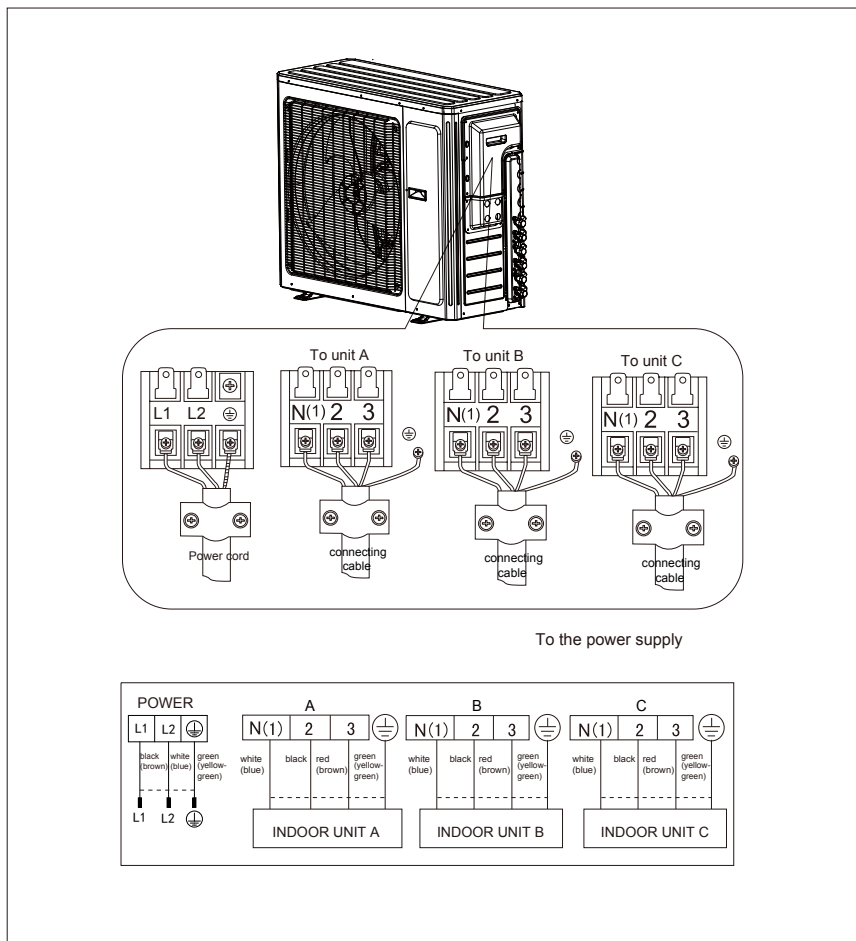 To unit A
To unit B
To unit C
L1 L2
N(1) 2 3
N(1) 2 3
N(1) 2 3
Power cord
connecting
cable
connecting
cable
connecting
cable
To the power supply
POWER
L1 L2
black
(brown)
white
(blue)
green
(yellow-
green)
L1 L2
A
N(1) 2 3
white
(blue)
black
red
(brown)
green
(yellow-
green)
INDOOR UNIT A
B
N(1) 2 3
white
(blue)
black
red
(brown)
green
(yellow-
green)
INDOOR UNIT B
C
N(1) 2 3
white
(blue)
black
red
(brown)
green
(yellow-
green)
INDOOR UNIT C